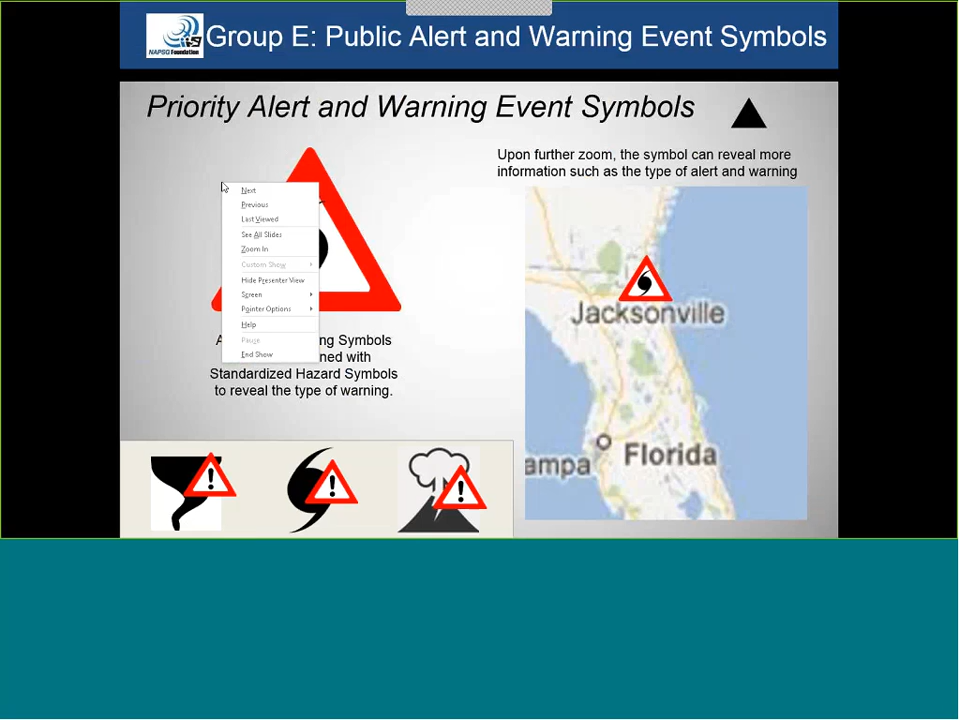 NAPSG Foundation
Group E: Public Alert and Warning Event Symbols
Priority Alert and Warning Event Symbols
Upon further zoom, the symbol can reveal more
information such as the type of alert and warning
Next
Previous
Last Viewed
See All Slides
Zoom In
Custom Show
Hide Presenter View
Screen
Pointer Options
Help
Pause
End Show
A
ng Symbols
ned with
Standardized Hazard Symbols
to reveal the type of warning.
Jacksonville
Florida
ampa
!
!
!